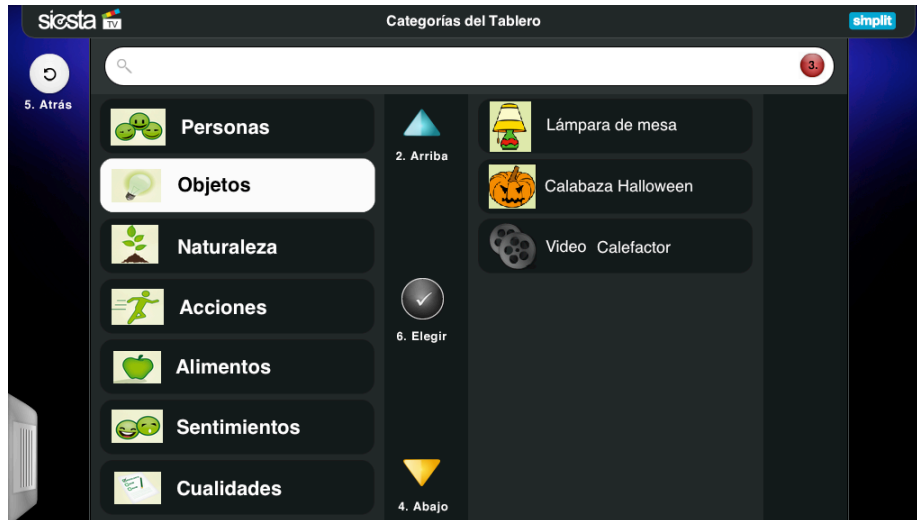 siesta TV
Categorías del Tablero
simplit
3.
5. Atrás
Personas
Objetos
Naturaleza
Acciones
Alimentos
Sentimientos
Cualidades
2. Arriba
6. Elegir
4. Abajo
Lámpara de mesa
Calabaza Halloween
Video Calefactor